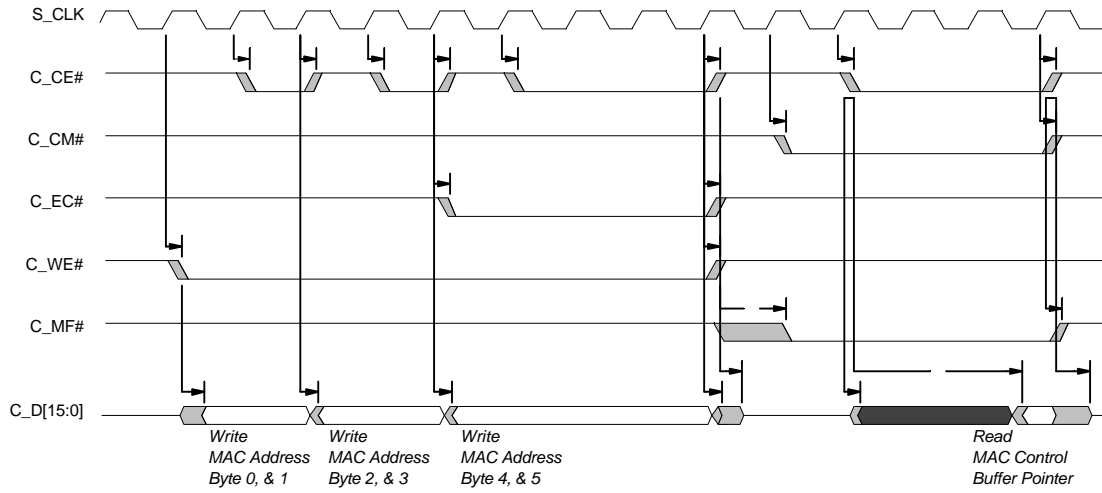 S_CLK
C_CE#
C_CM#
C_EC#
C_WE#
C_MF#
C_D[15:0]
Write
MAC Address
Byte 0, & 1
Write
MAC Address
Byte 2, & 3
Write
MAC Address
Byte 4, & 5
Read
MAC Control
Buffer Pointer